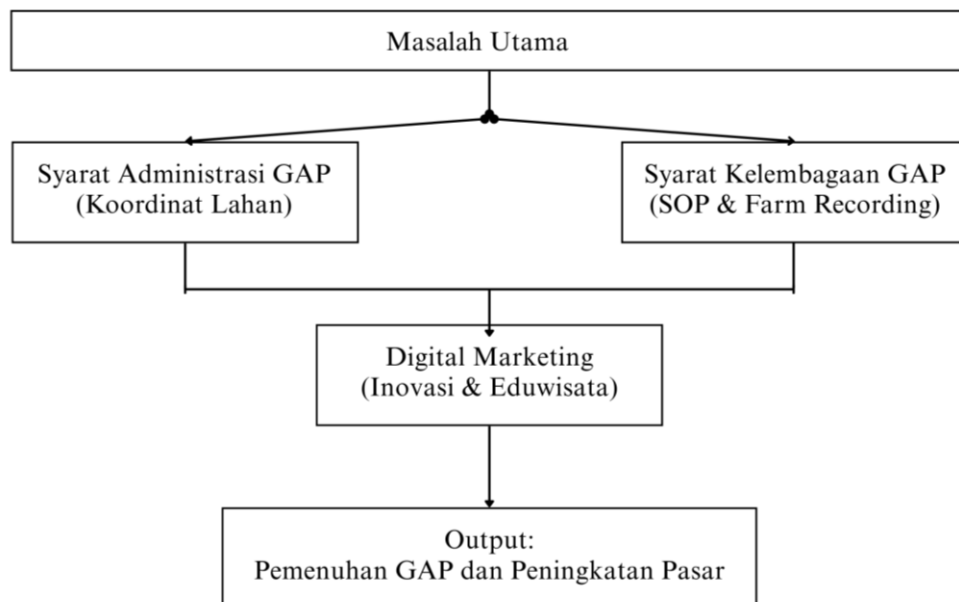 Masalah Utama
Syarat Administrasi GAP
(Koordinat Lahan)
Syarat Kelembagaan GAP
(SOP & Farm Recording)
Digital Marketing
(Inovasi & Eduwisata)
Output:
Pemenuhan GAP dan Peningkatan Pasar